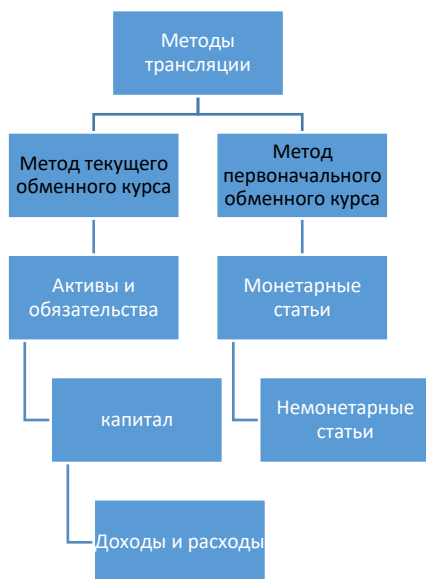 Методы
трансляции
Метод текущего
обменного курса
Метод
первоначального
обменного курса
Активы и
обязательства
Монетарные
статьи
капитал
Немонетарные
статьи
Доходы и расходы